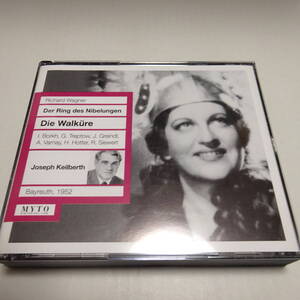 Richard Wagner
Der Ring des Nibelungen
Die Walküre
I. Borkh, G. Treptow, J. Greindl,
A. Varnay, H. Hotter, R. Siewert
Joseph Keilberth
Bayreuth, 1952
MYTO